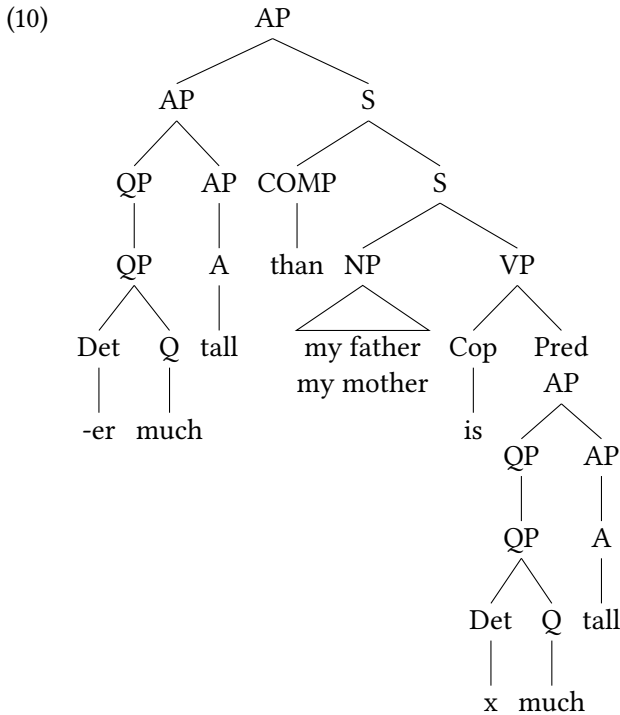 (10) AP
AP S
QP AP COMP S
QP A than NP VP
Det Q tall my father Cop Pred
my mother AP
-er much is QP AP
QP A
Det Q tall
x much